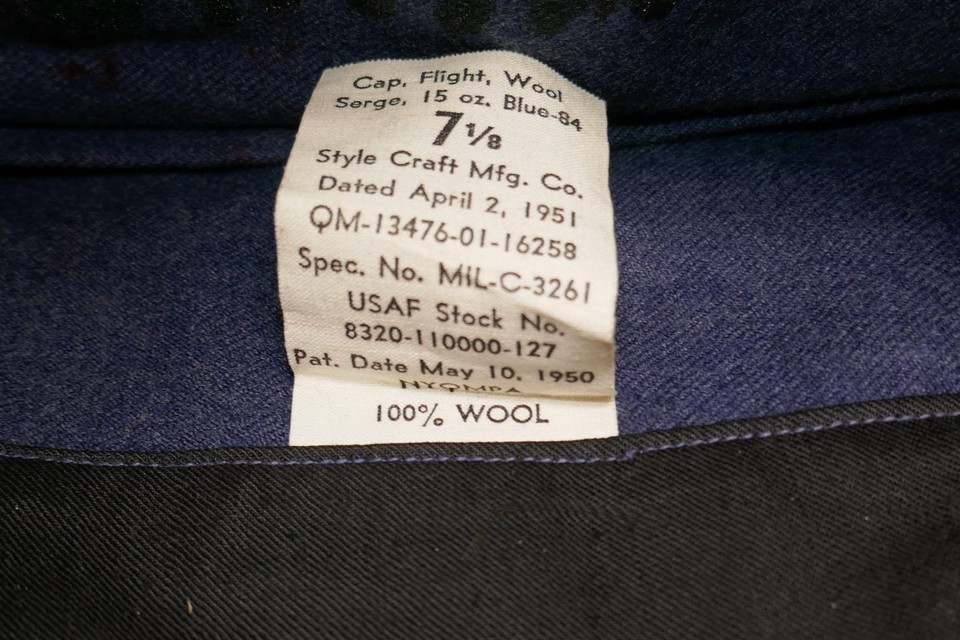 Cap, Flight, Wool
Serge, 15 oz. Blue-84
7 1/8
Style Craft Mfg. Co.
Dated April 2, 1951
QM-13476-01-16258
Spec. No. MIL-C-3261
USAF Stock No.
8320-110000-127
Pat. Date May 10, 1950
NYQMPA
100% WOOL